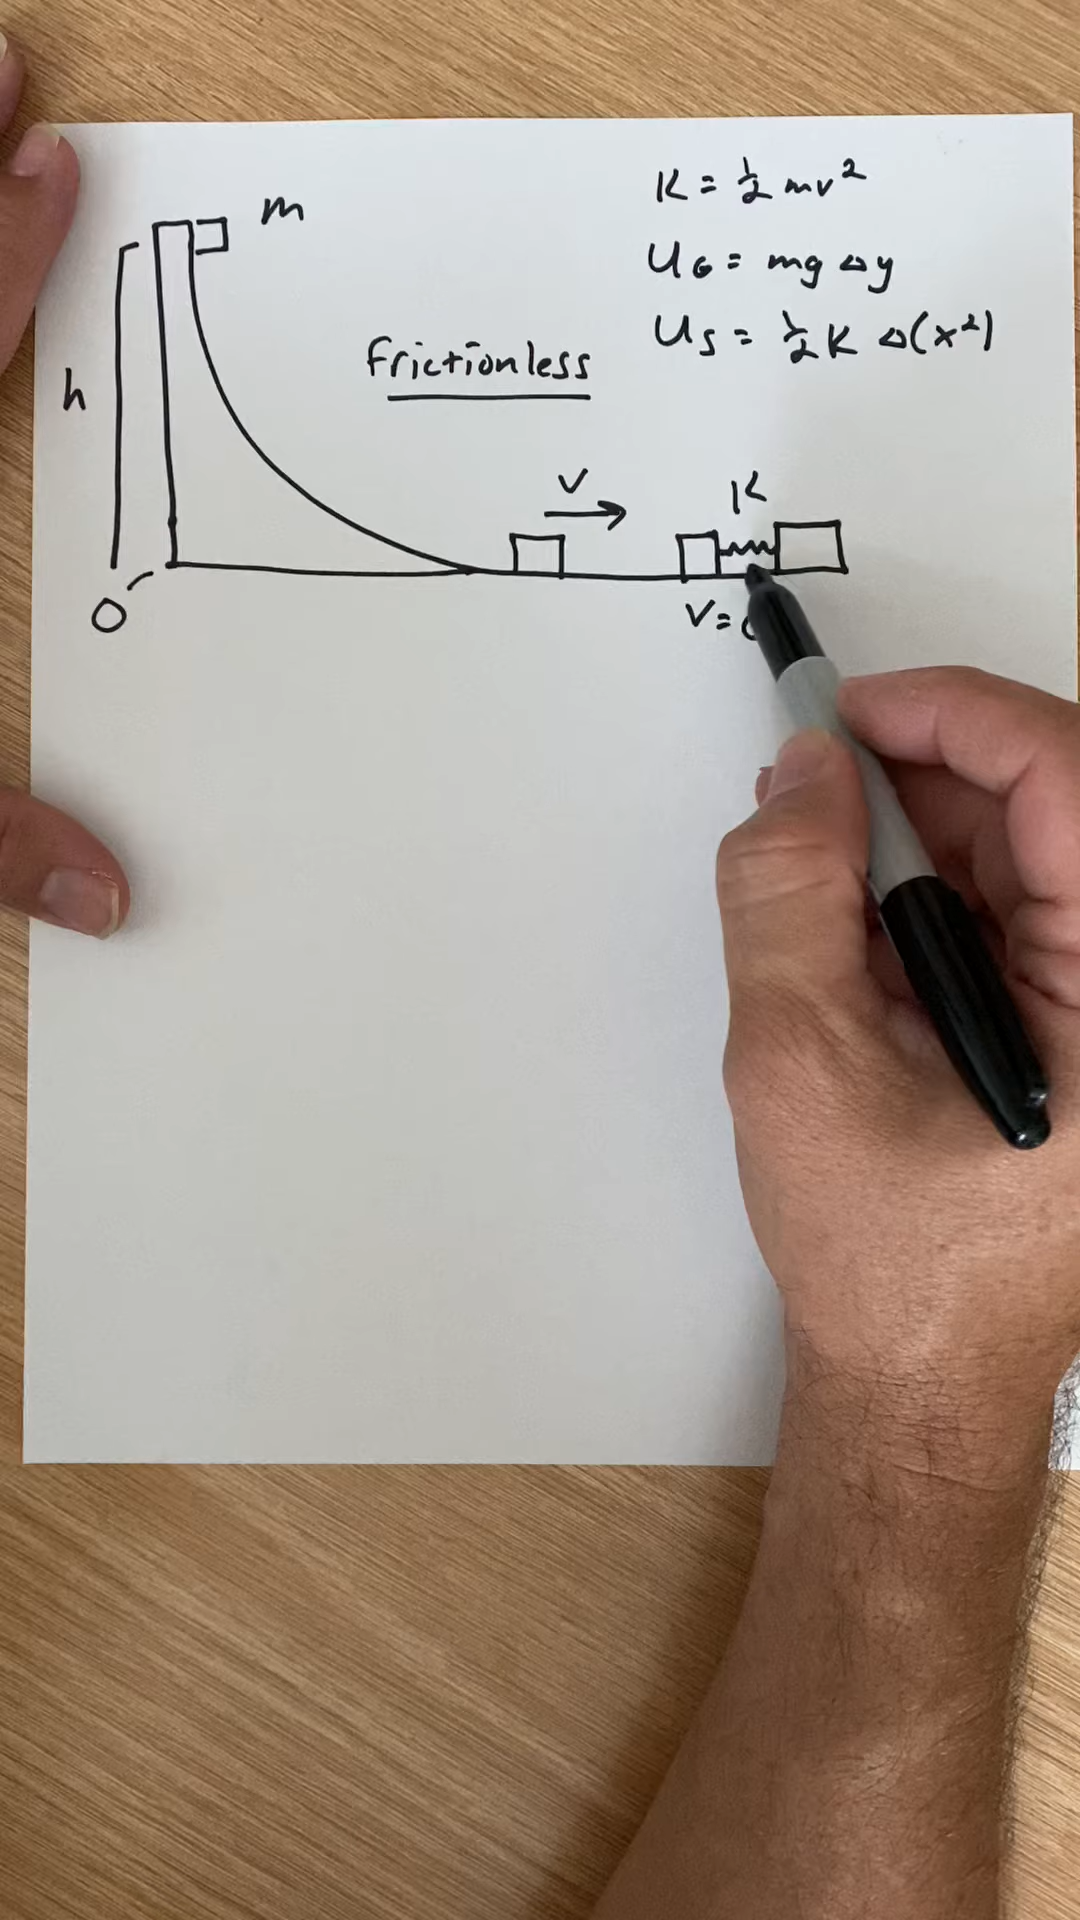 m
K = ½ mv²
U_G = mg Δy
U_S = ½ K Δ(x²)
frictionless
h
V
K
V=
O